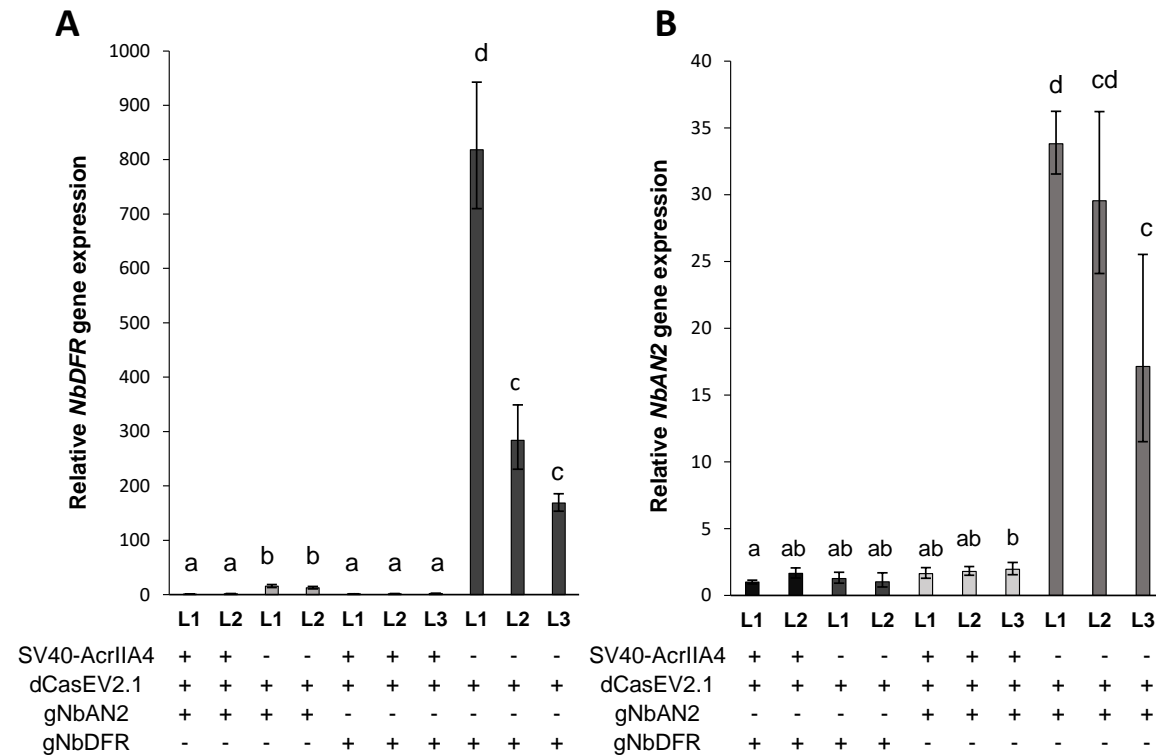 A
Relative NbDFR gene expression
1000
900
800
700
600
500
400
300
200
100
0
a a b b a a a d c c
L1 L2 L1 L2 L1 L2 L3 L1 L2 L3
SV40-AcrIIA4 + + - - + + + - - -
dCasEV2.1 + + + + + + + + + +
gNbAN2 + + + + - - - - - -
gNbDFR - - - - + + + + + +
B
Relative NbAN2 gene expression
40
35
30
25
20
15
10
5
0
a ab ab ab ab ab b d cd c
L1 L2 L1 L2 L1 L2 L3 L1 L2 L3
SV40-AcrIIA4 + + - - + + + - - -
dCasEV2.1 + + + + + + + + + +
gNbAN2 - - - - + + + + + +
gNbDFR + + + + - - - - - -